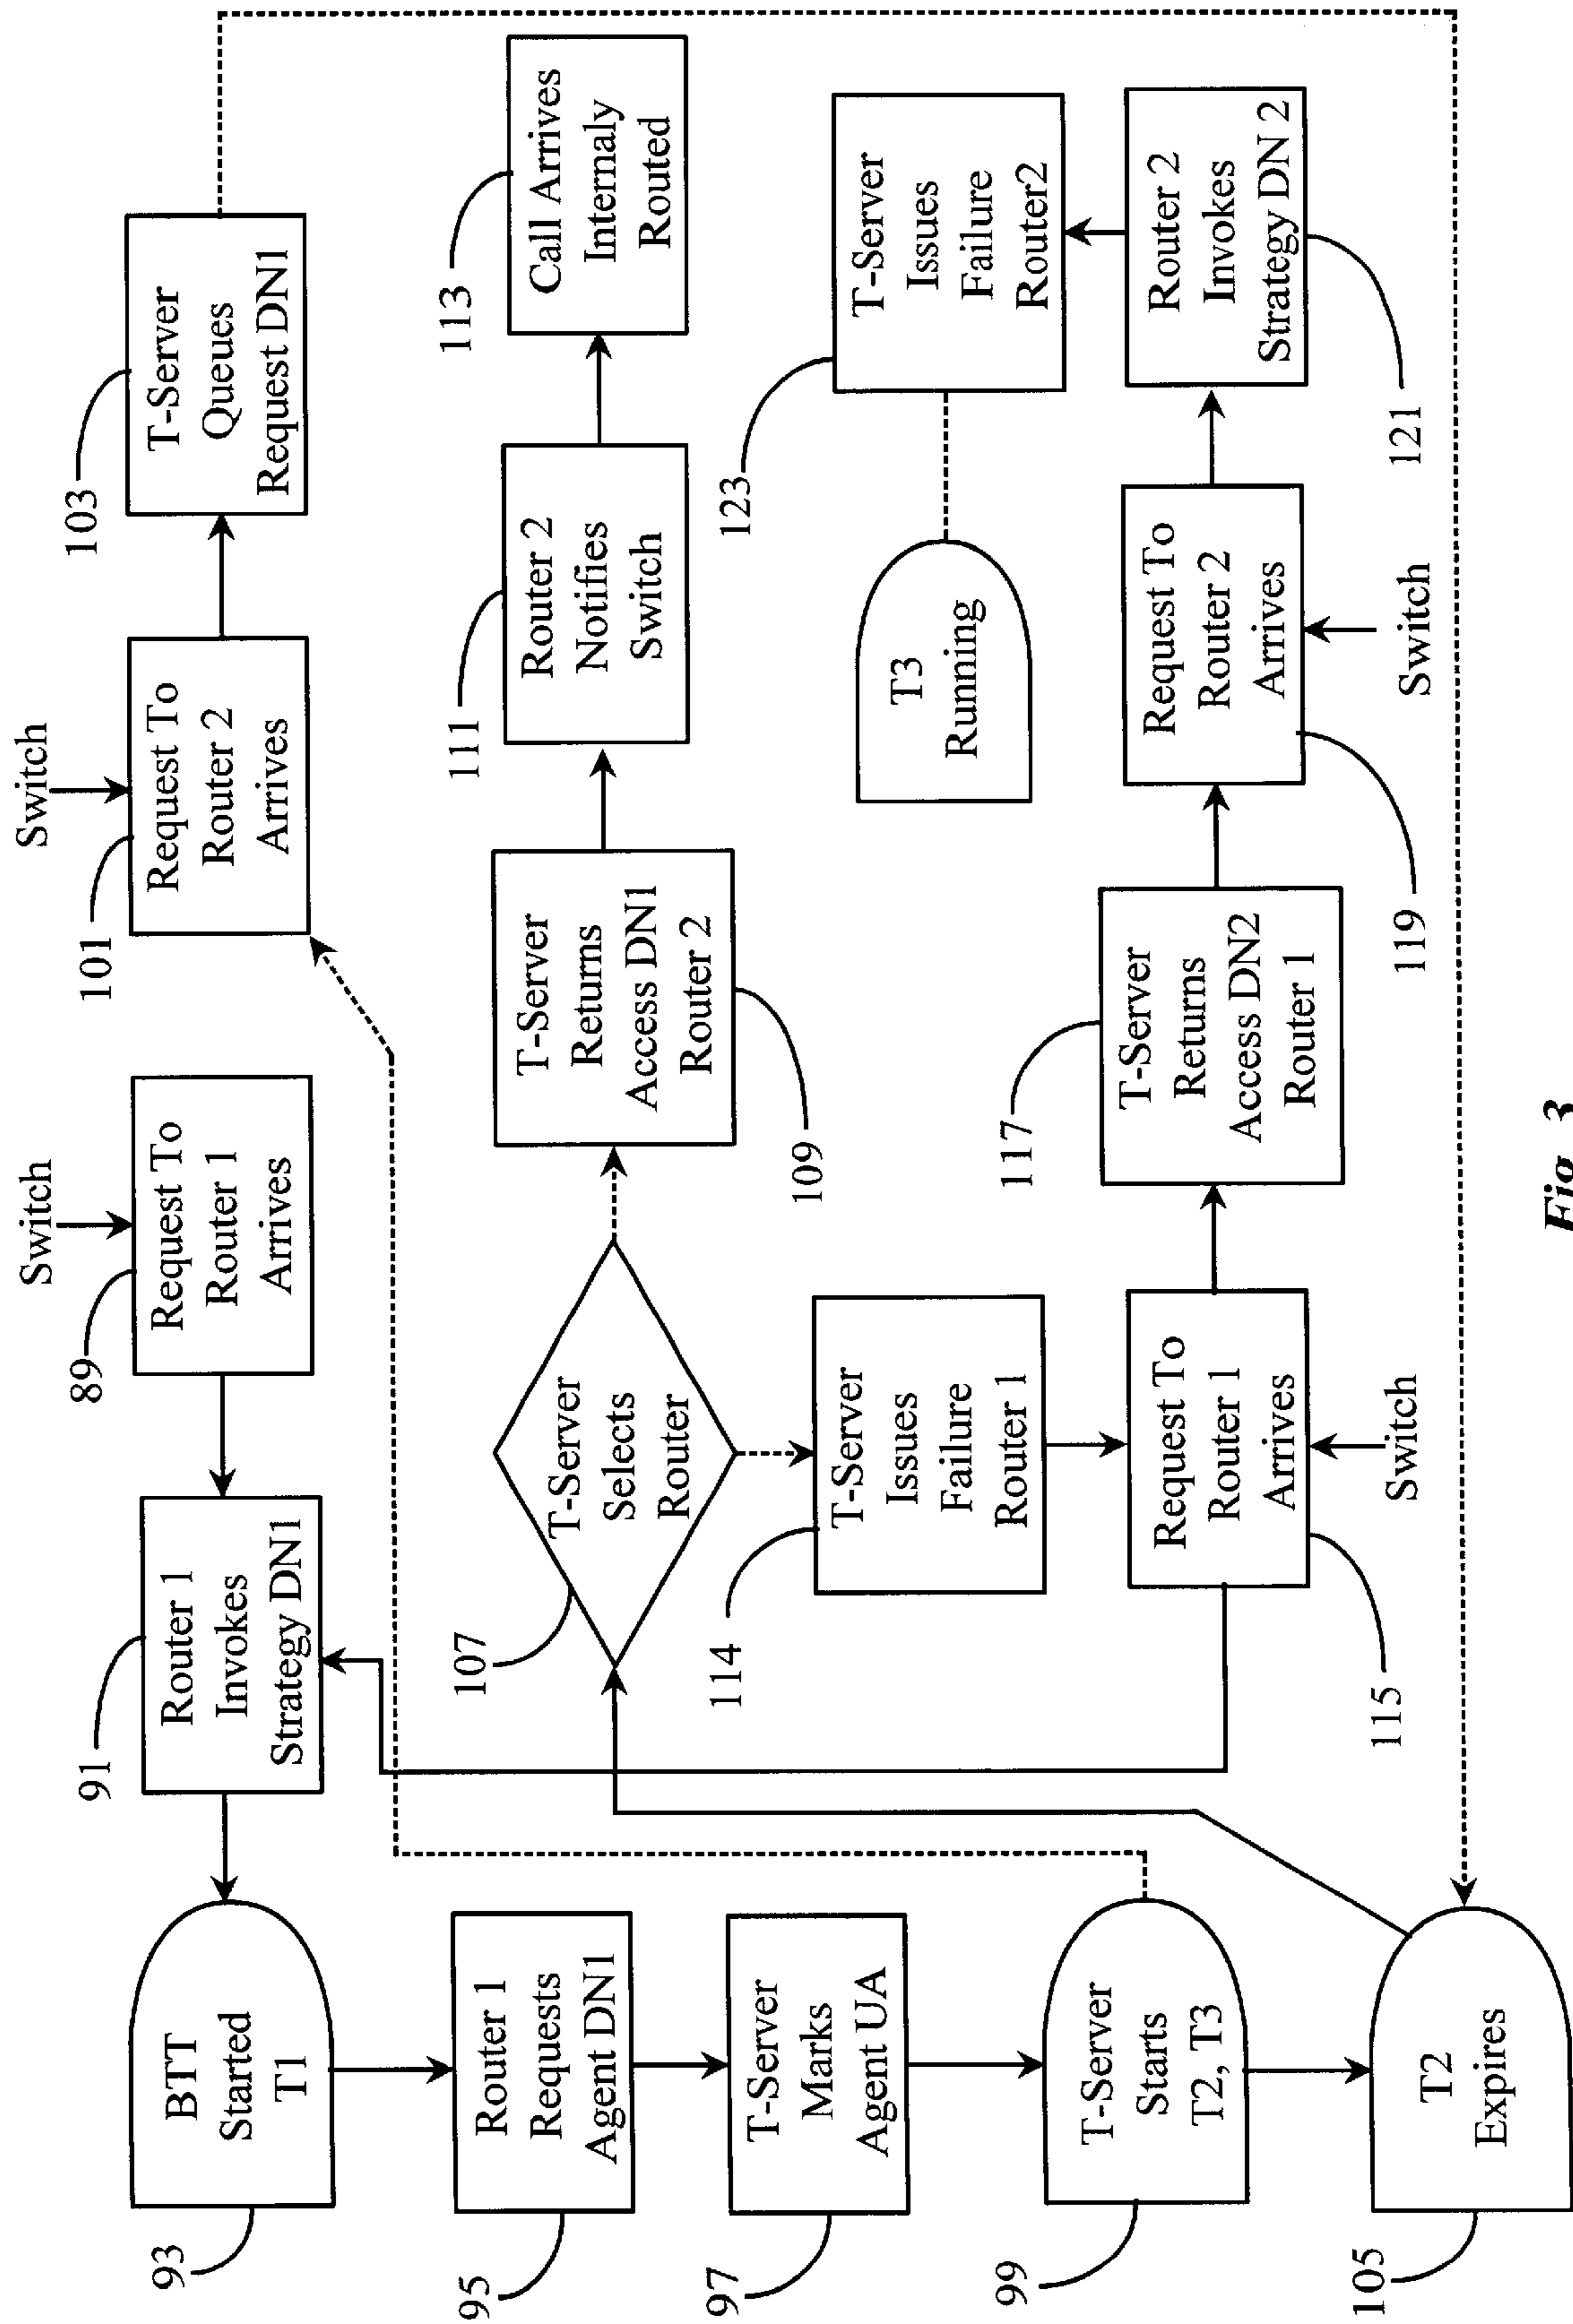 Switch
Switch
89
101
103
91
Request To
Router 1
Arrives
Request To
Router 2
Arrives
T-Server
Queues
Request DN1
Router 1
Invokes
Strategy DN1
93
BTT
Started
T1
107
T-Server
Selects
Router
T-Server
Returns
Access DN1
Router 2
109
111
Router 2
Notifies
Switch
113
Call Arrives
Internaly
Routed
95
Router 1
Requests
Agent DN1
97
T-Server
Marks
Agent UA
114
T-Server
Issues
Failure
Router 1
T3
Running
123
T-Server
Issues
Failure
Router2
99
T-Server
Starts
T2, T3
115
Request To
Router 1
Arrives
Switch
117
T-Server
Returns
Access DN2
Router 1
119
Request To
Router 2
Arrives
Switch
121
Router 2
Invokes
Strategy DN 2
105
T2
Expires
Fig. 3